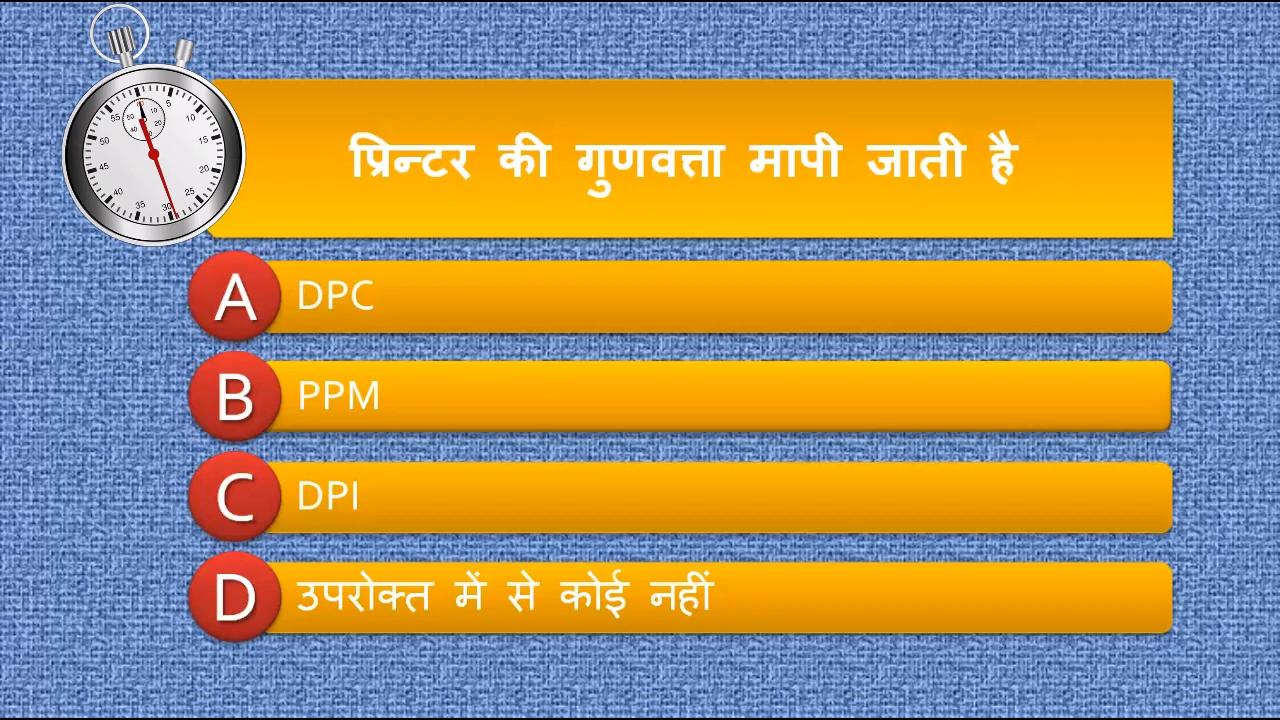 प्रिन्टर की गुणवत्ता मापी जाती है
A DPC
B PPM
C DPI
D उपरोक्त में से कोई नहीं